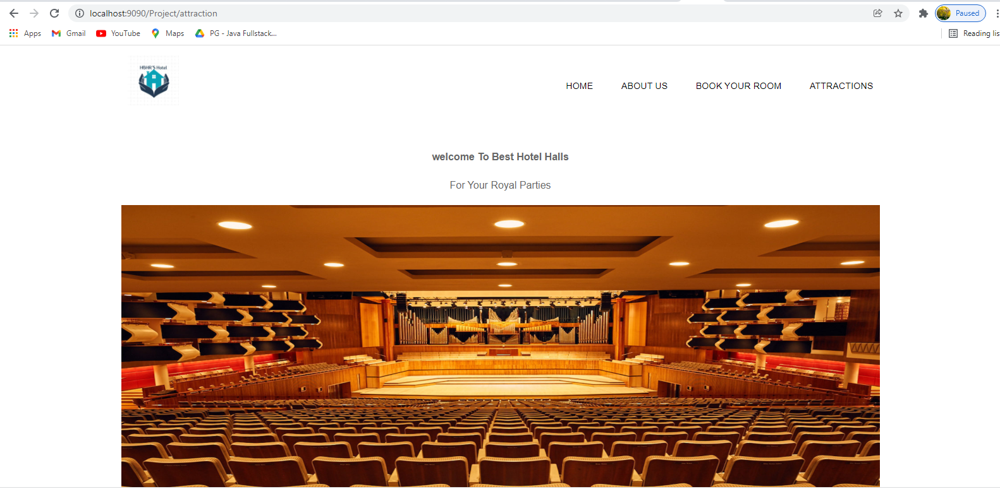 localhost:9090/Project/attraction
Paused
Apps Gmail YouTube Maps PG - Java Fullstack... Reading lis
HBHR'S Hotel
HOME ABOUT US BOOK YOUR ROOM ATTRACTIONS
welcome To Best Hotel Halls
For Your Royal Parties